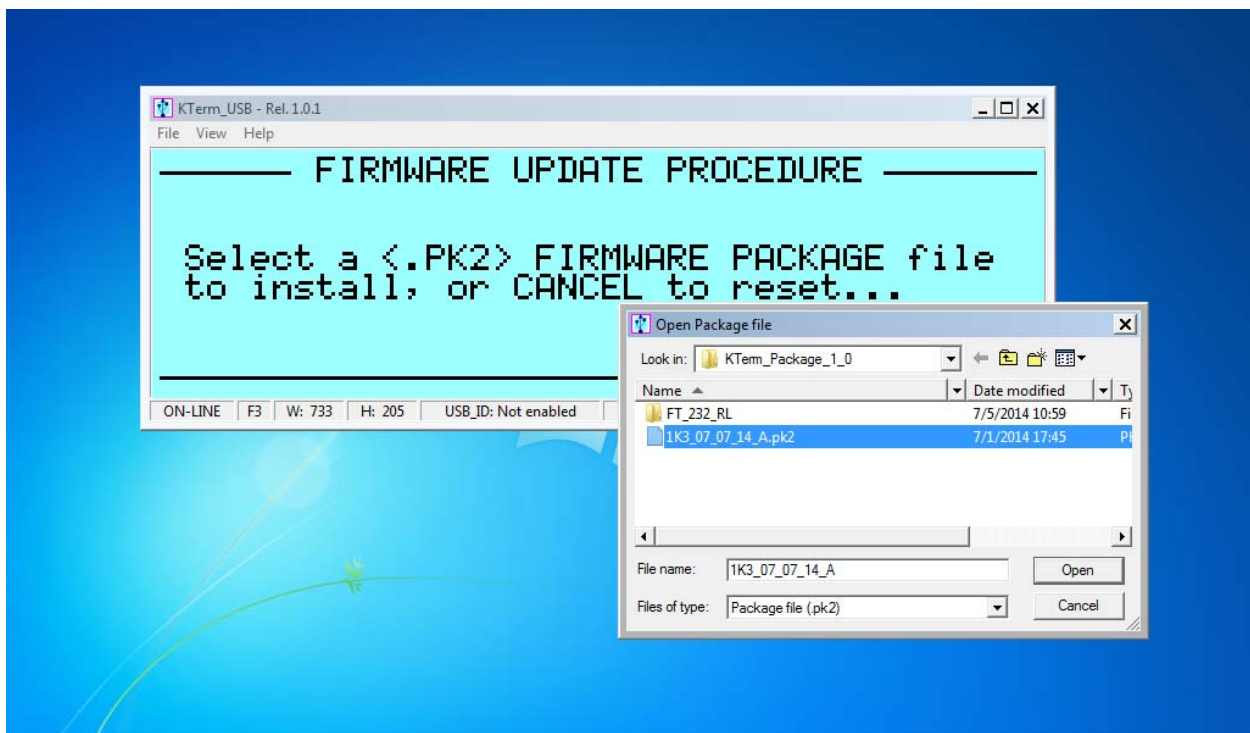 KTerm_USB - Rel. 1.0.1
File View Help
FIRMWARE UPDATE PROCEDURE
Select a <.PK2> FIRMWARE PACKAGE file
to install, or CANCEL to reset...
ON-LINE F3 W: 733 H: 205 USB_ID: Not enabled
Open Package file
Look in: KTerm_Package_1_0
Name Date modified Ty
FT_232_RL 7/5/2014 10:59 Fi
1K3_07_07_14_A.pk2 7/1/2014 17:45 PK
File name: 1K3_07_07_14_A Open
Files of type: Package file (.pk2) Cancel